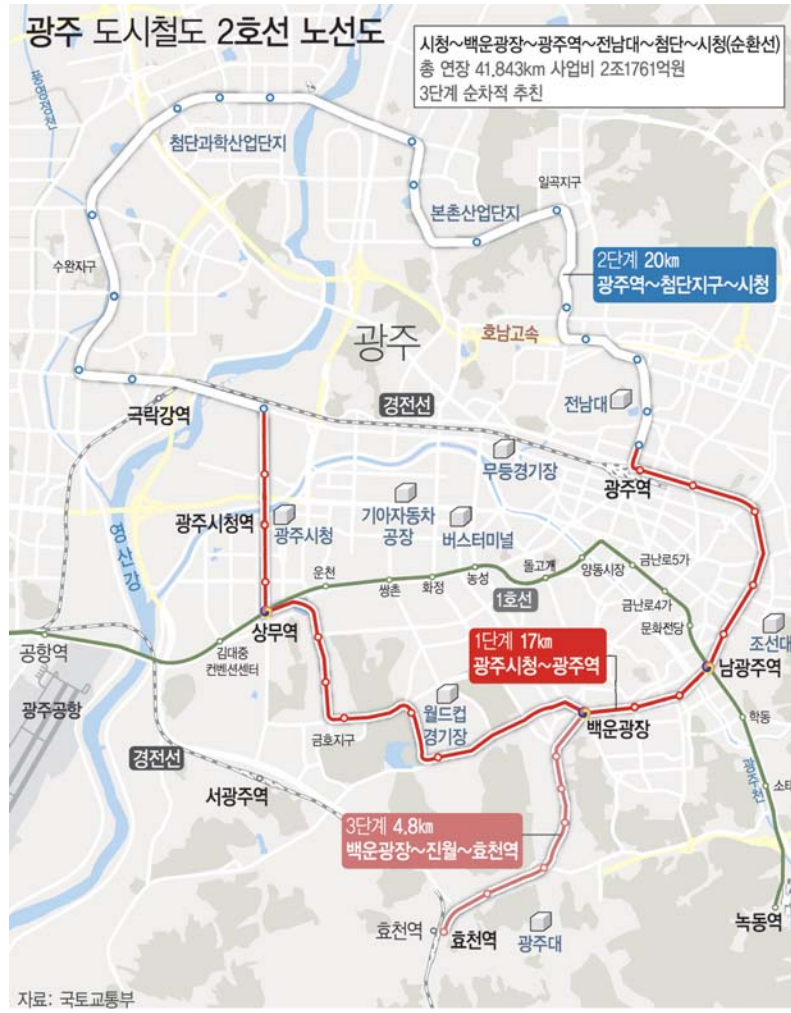 광주 도시철도 2호선 노선도
시청~백운광장~광주역~전남대~첨단~시청(순환선)
총 연장 41,843km 사업비 2조1761억원
3단계 순차적 추진
풍영정천
첨단과학산업단지
일곡지구
본촌산업단지
수완지구
2단계 20km
광주역~첨단지구~시청
호남고속
광주
경전선
전남대
극락강역
무등경기장
광주역
영산강
광주시청역
광주시청
기아자동차
공장
버스터미널
운천
쌍촌
화정
농성
돌고개
양동시장
금난로5가
1호선
금난로4가
문화전당
상무역
공항역
김대중
컨벤션센터
1단계 17km
광주시청~광주역
조선대
남광주역
광주공항
월드컵
경기장
금호지구
백운광장
학동
경전선
광주천
서광주역
소태
3단계 4.8km
백운광장~진월~효천역
효천역
효천역
광주대
녹동역
자료: 국토교통부